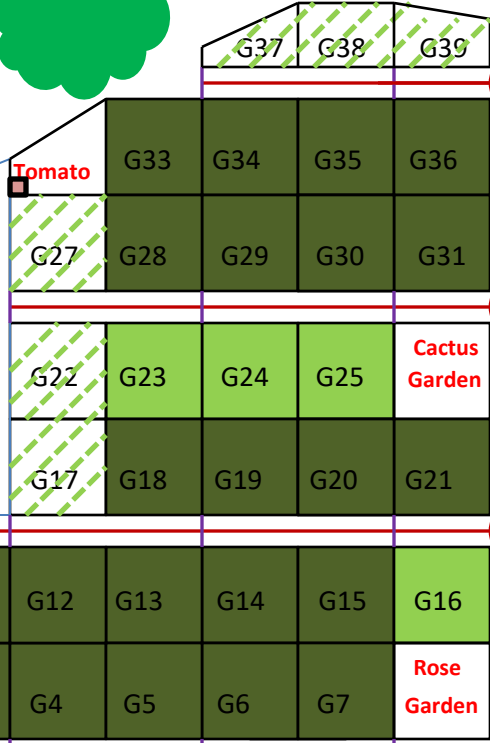 G37 G38 G39
G33 G34 G35 G36
Tomato
G27 G28 G29 G30 G31
G22 G23 G24 G25 Cactus
Garden
G17 G18 G19 G20 G21
G12 G13 G14 G15 G16
Rose
G4 G5 G6 G7 Garden